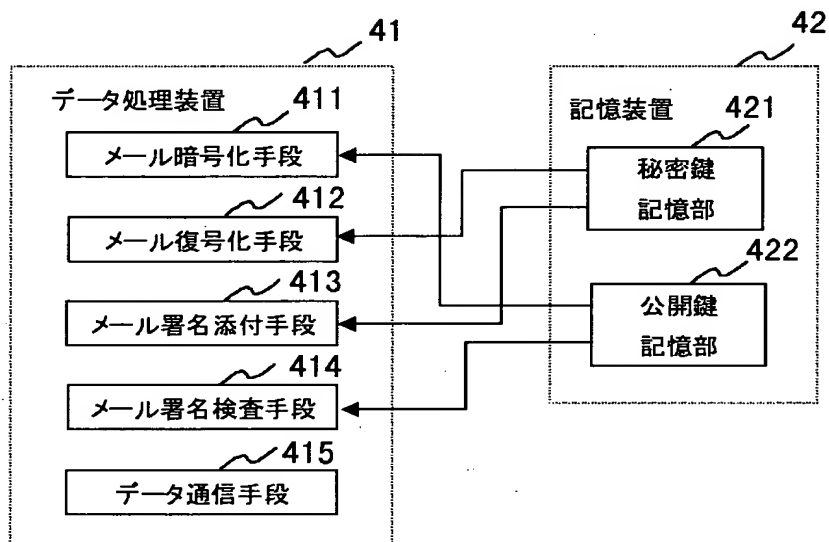 41
データ処理装置
411
メール暗号化手段
412
メール復号化手段
413
メール署名添付手段
414
メール署名検査手段
415
データ通信手段
42
記憶装置
421
秘密鍵
記憶部
422
公開鍵
記憶部